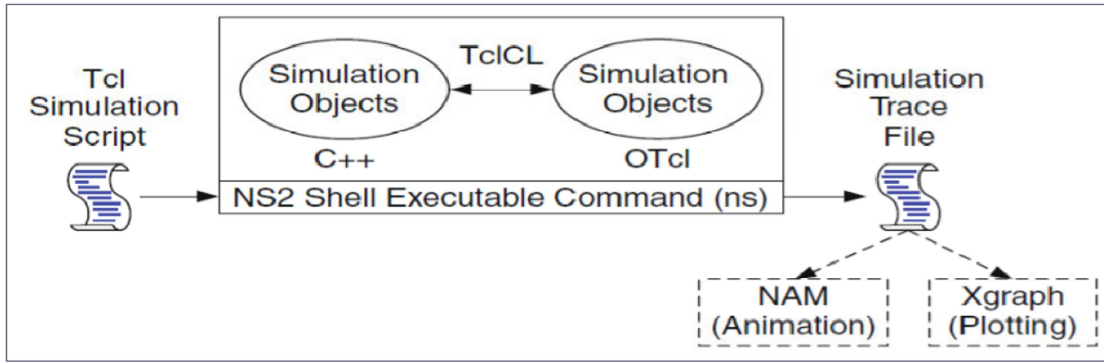 Tcl
Simulation
Script
TclCL
Simulation
Objects
Simulation
Objects
C++
OTcl
NS2 Shell Executable Command (ns)
Simulation
Trace
File
NAM
(Animation)
Xgraph
(Plotting)